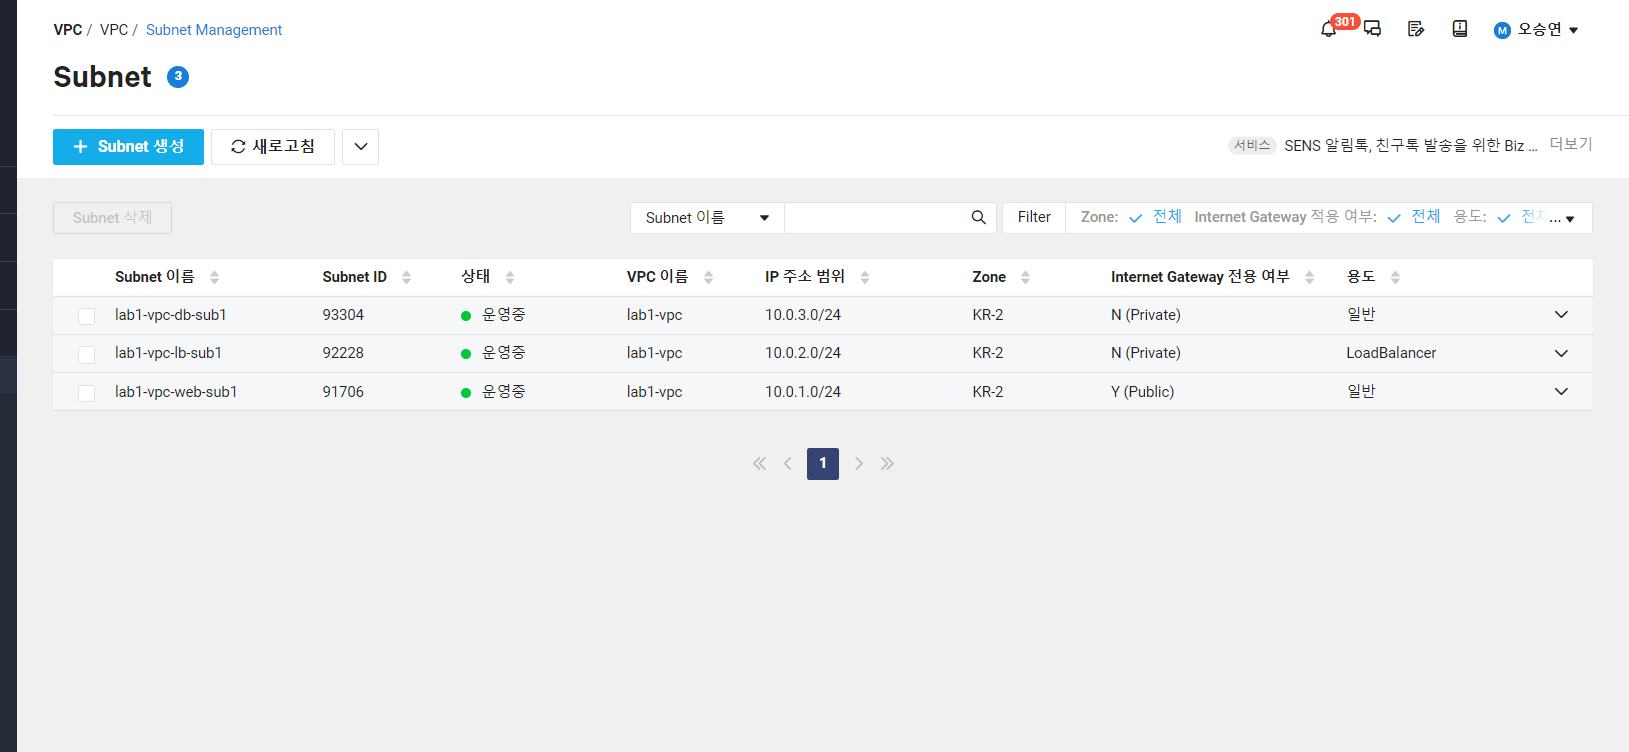 VPC / VPC / Subnet Management
301
M 오승연
Subnet 3
Subnet 생성
새로고침
서비스 SENS 알림톡, 친구톡 발송을 위한 Biz ... 더보기
Subnet 삭제
Subnet 이름
Filter
Zone: 전체 Internet Gateway 적용 여부: 전체 용도: 전체 ...
Subnet 이름 Subnet ID 상태 VPC 이름 IP 주소 범위 Zone Internet Gateway 전용 여부 용도
lab1-vpc-db-sub1 93304 운영중 lab1-vpc 10.0.3.0/24 KR-2 N (Private) 일반
lab1-vpc-lb-sub1 92228 운영중 lab1-vpc 10.0.2.0/24 KR-2 N (Private) LoadBalancer
lab1-vpc-web-sub1 91706 운영중 lab1-vpc 10.0.1.0/24 KR-2 Y (Public) 일반
1